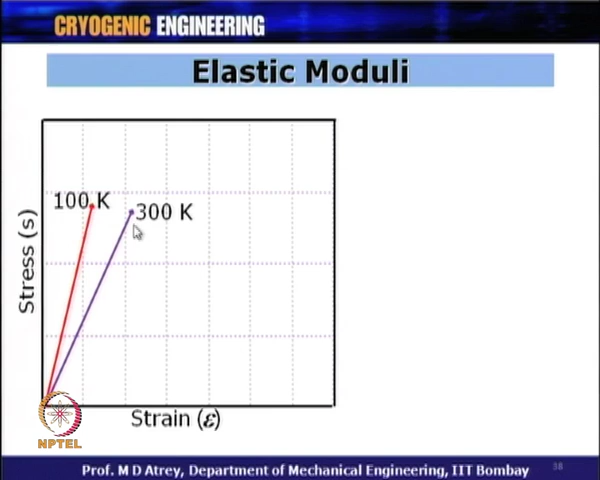 CRYOGENIC ENGINEERING
Elastic Moduli
100 K
300 K
Stress (s)
Strain (ε)
NPTEL
Prof. M D Atrey, Department of Mechanical Engineering, IIT Bombay
38